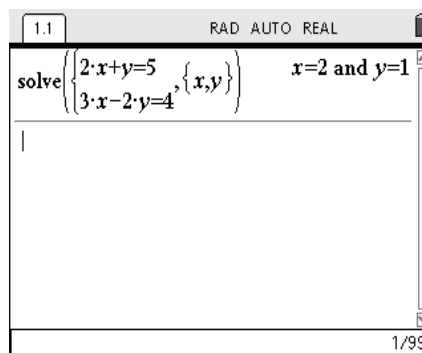 1.1 RAD AUTO REAL
solve({2·x+y=5
3·x−2·y=4,{x,y}) x=2 and y=1
1/99